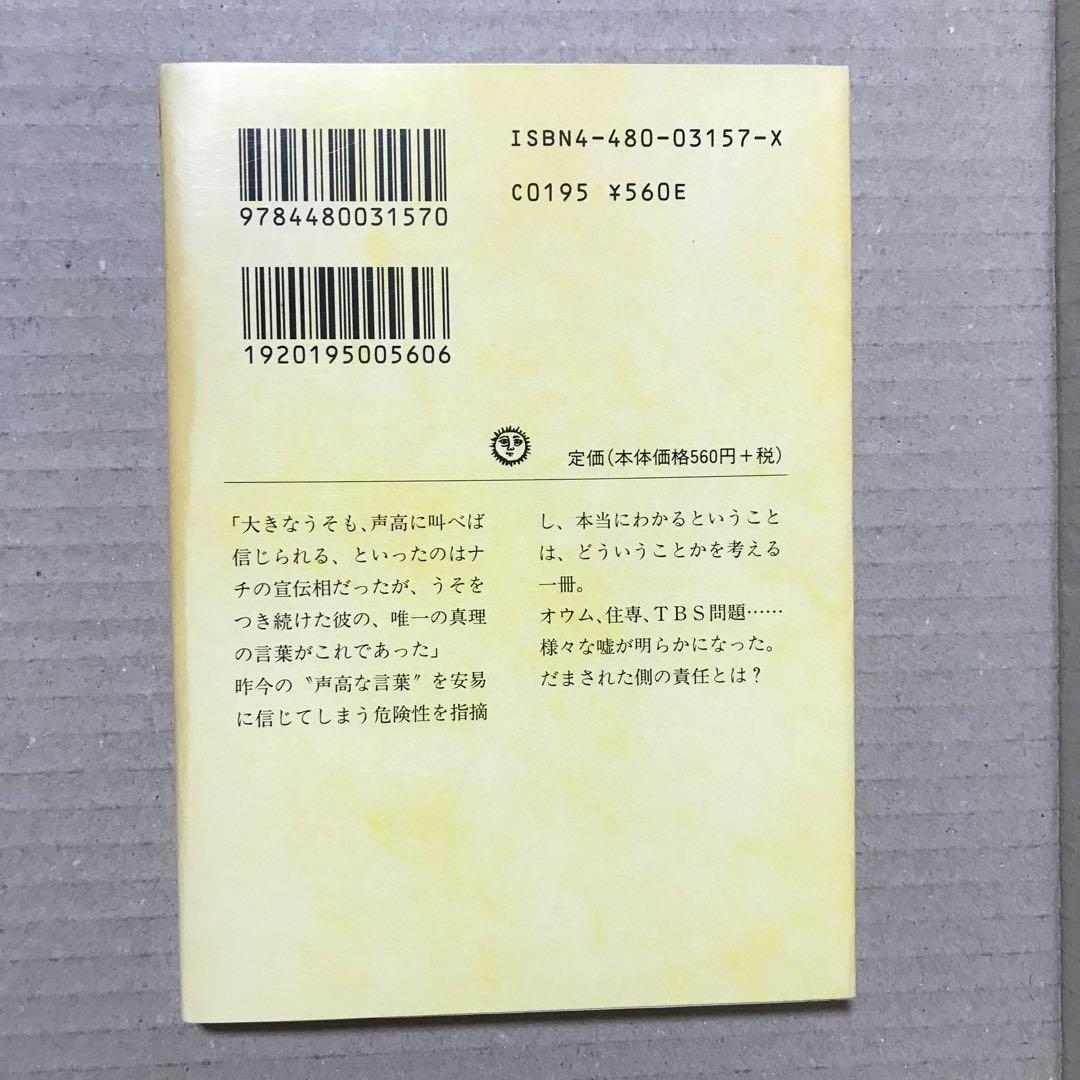 9784480031570
ISBN4-480-03157-X
C0195 ¥560E
1920195005606
定価(本体価格560円+税)
「大きなうそも、声高に叫べば
信じられる、といったのはナ
チの宣伝相だったが、うそを
つき続けた彼の、唯一の真理
の言葉がこれであった」
昨今の〝声高な言葉〟を安易
に信じてしまう危険性を指摘
し、本当にわかるということ
は、どういうことかを考える
一冊。
オウム、住専、TBS問題……
様々な嘘が明らかになった。
だまされた側の責任とは?